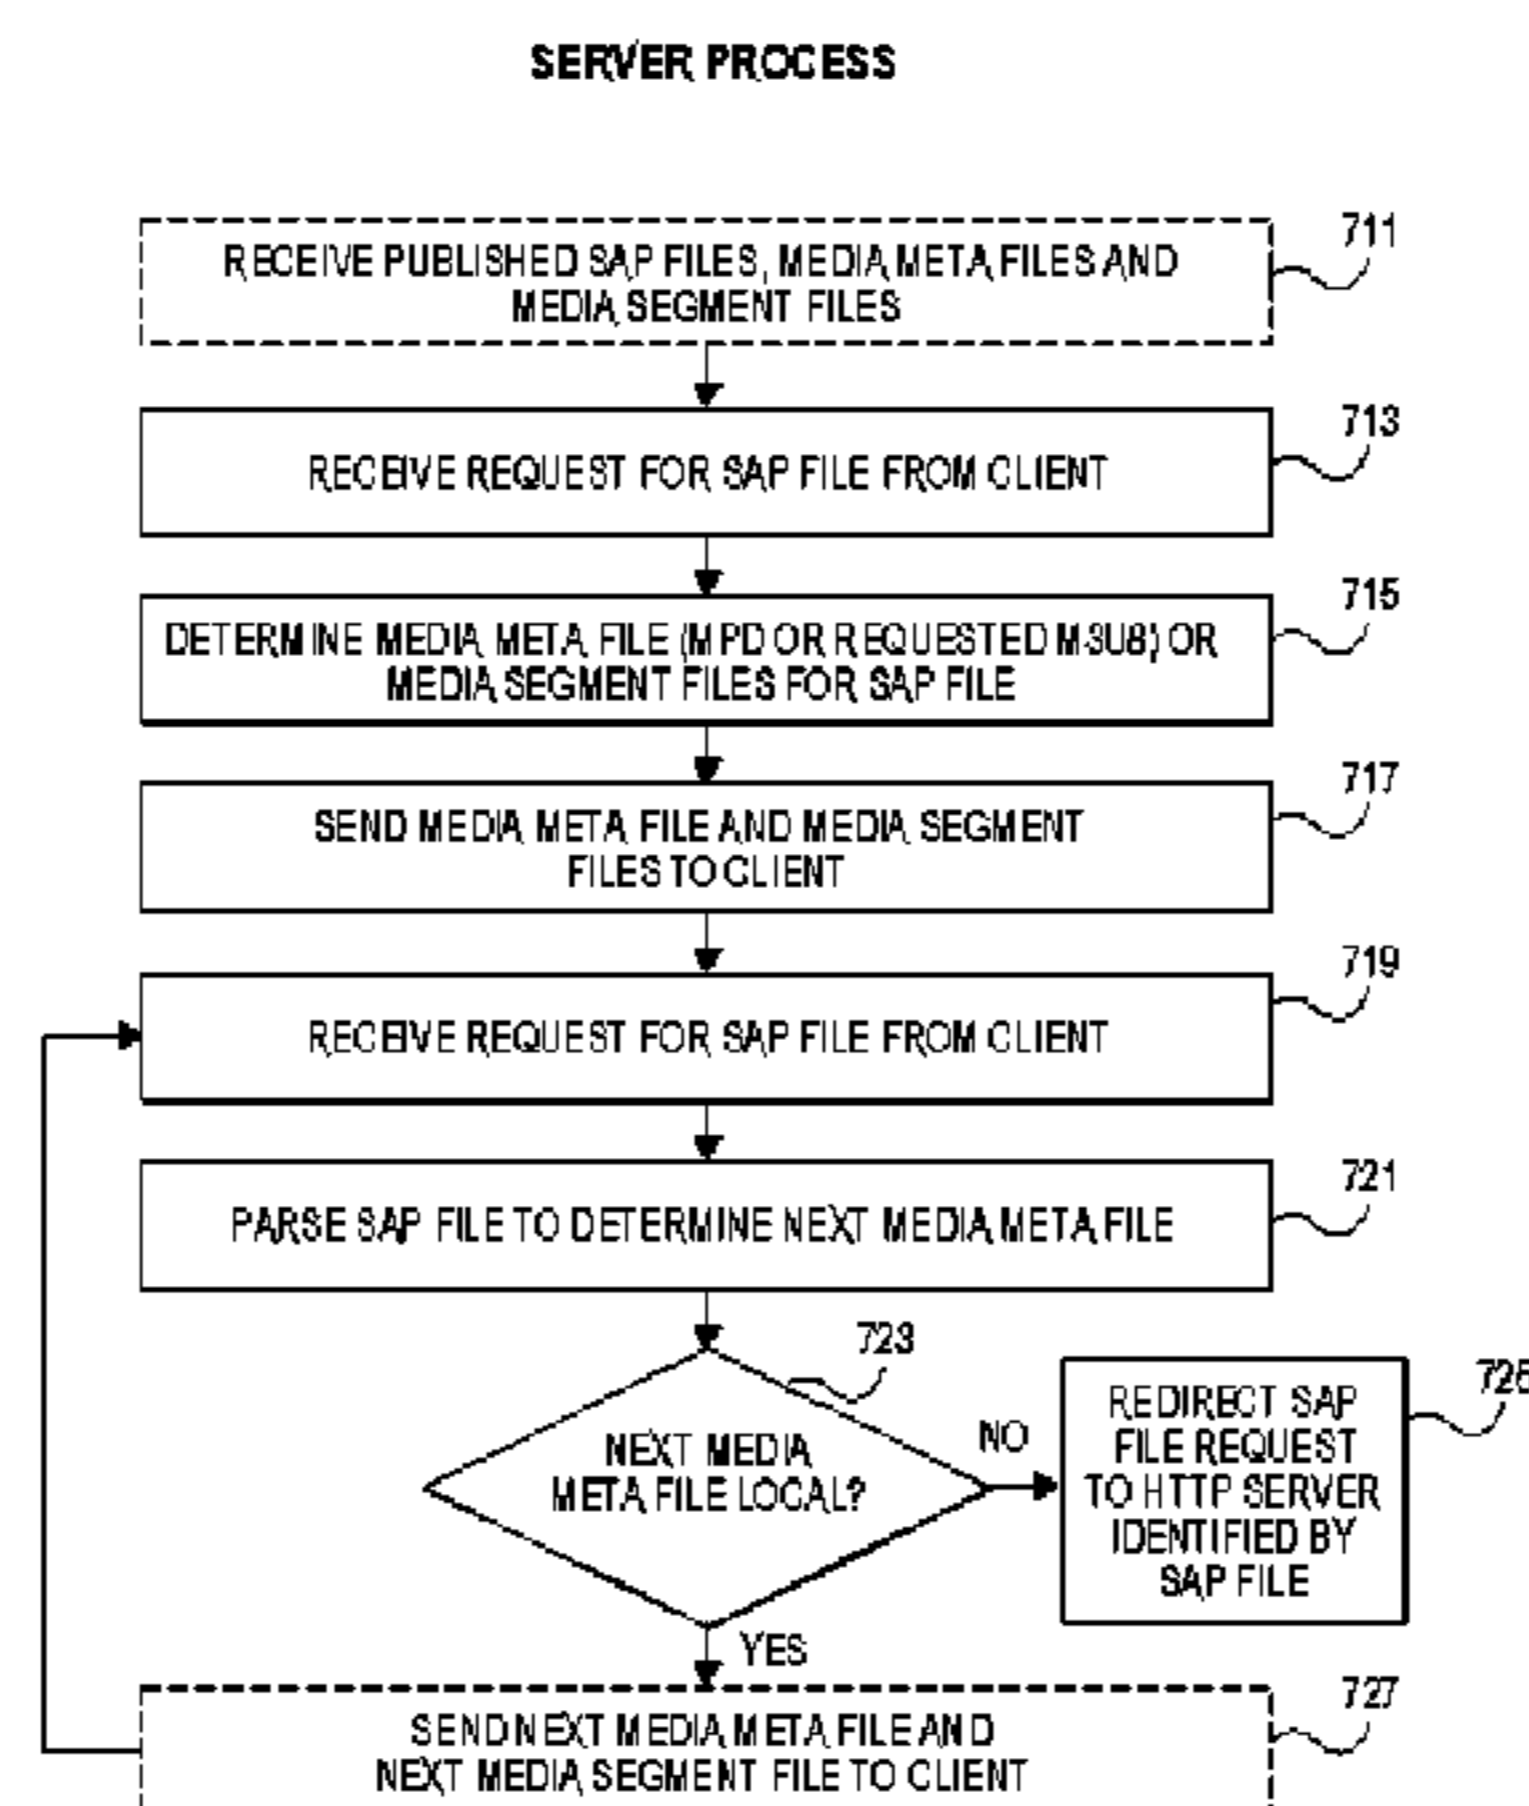 SERVER PROCESS
711
RECEIVE PUBLISHED SAP FILES, MEDIA META FILES AND
MEDIA SEGMENT FILES
713
RECEIVE REQUEST FOR SAP FILE FROM CLIENT
715
DETERMINE MEDIA META FILE (MPD OR REQUESTED M3U8) OR
MEDIA SEGMENT FILES FOR SAP FILE
717
SEND MEDIA META FILE AND MEDIA SEGMENT
FILES TO CLIENT
719
RECEIVE REQUEST FOR SAP FILE FROM CLIENT
721
PARSE SAP FILE TO DETERMINE NEXT MEDIA META FILE
723
NEXT MEDIA
META FILE LOCAL?
NO
REDIRECT SAP
FILE REQUEST
TO HTTP SERVER
IDENTIFIED BY
SAP FILE
YES
727
SEND NEXT MEDIA META FILE AND
NEXT MEDIA SEGMENT FILE TO CLIENT